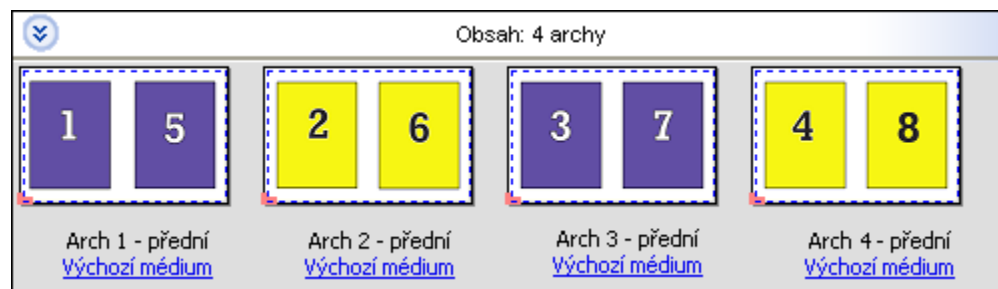 Obsah: 4 archy
1 5 2 6 3 7 4 8
Arch 1 - přední Arch 2 - přední Arch 3 - přední Arch 4 - přední
Výchozí médium Výchozí médium Výchozí médium Výchozí médium